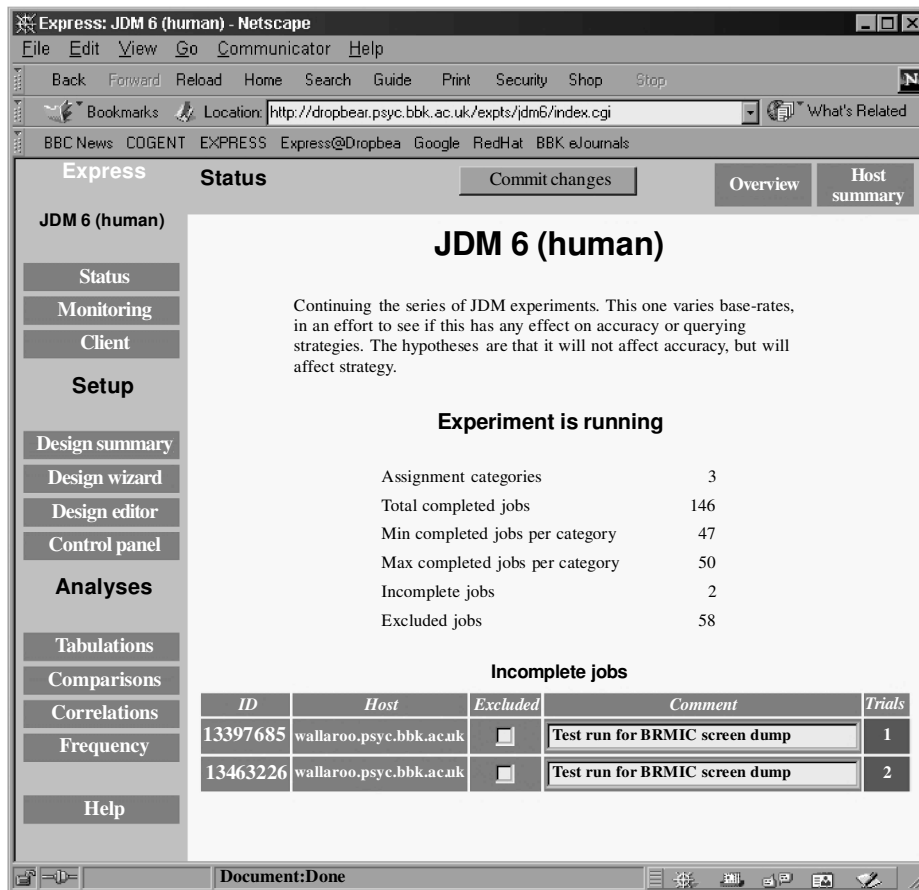 Express: JDM 6 (human) - Netscape
File Edit View Go Communicator Help
Back Forward Reload Home Search Guide Print Security Shop Stop
N
Bookmarks Location: http://dropbear.psyc.bbk.ac.uk/expts/jdm6/index.cgi What's Related
BBC News COGENT EXPRESS Express@Dropbea Google RedHat BBK eJournals
Express
JDM 6 (human)
Status
Monitoring
Client
Setup
Design summary
Design wizard
Design editor
Control panel
Analyses
Tabulations
Comparisons
Correlations
Frequency
Help
Status Commit changes Overview Host summary
JDM 6 (human)
Continuing the series of JDM experiments. This one varies base-rates,
in an effort to see if this has any effect on accuracy or querying
strategies. The hypotheses are that it will not affect accuracy, but will
affect strategy.
Experiment is running
Assignment categories 3
Total completed jobs 146
Min completed jobs per category 47
Max completed jobs per category 50
Incomplete jobs 2
Excluded jobs 58
Incomplete jobs
ID Host Excluded Comment Trials
13397685 wallaroo.psyc.bbk.ac.uk Test run for BRMIC screen dump 1
13463226 wallaroo.psyc.bbk.ac.uk Test run for BRMIC screen dump 2
Document:Done